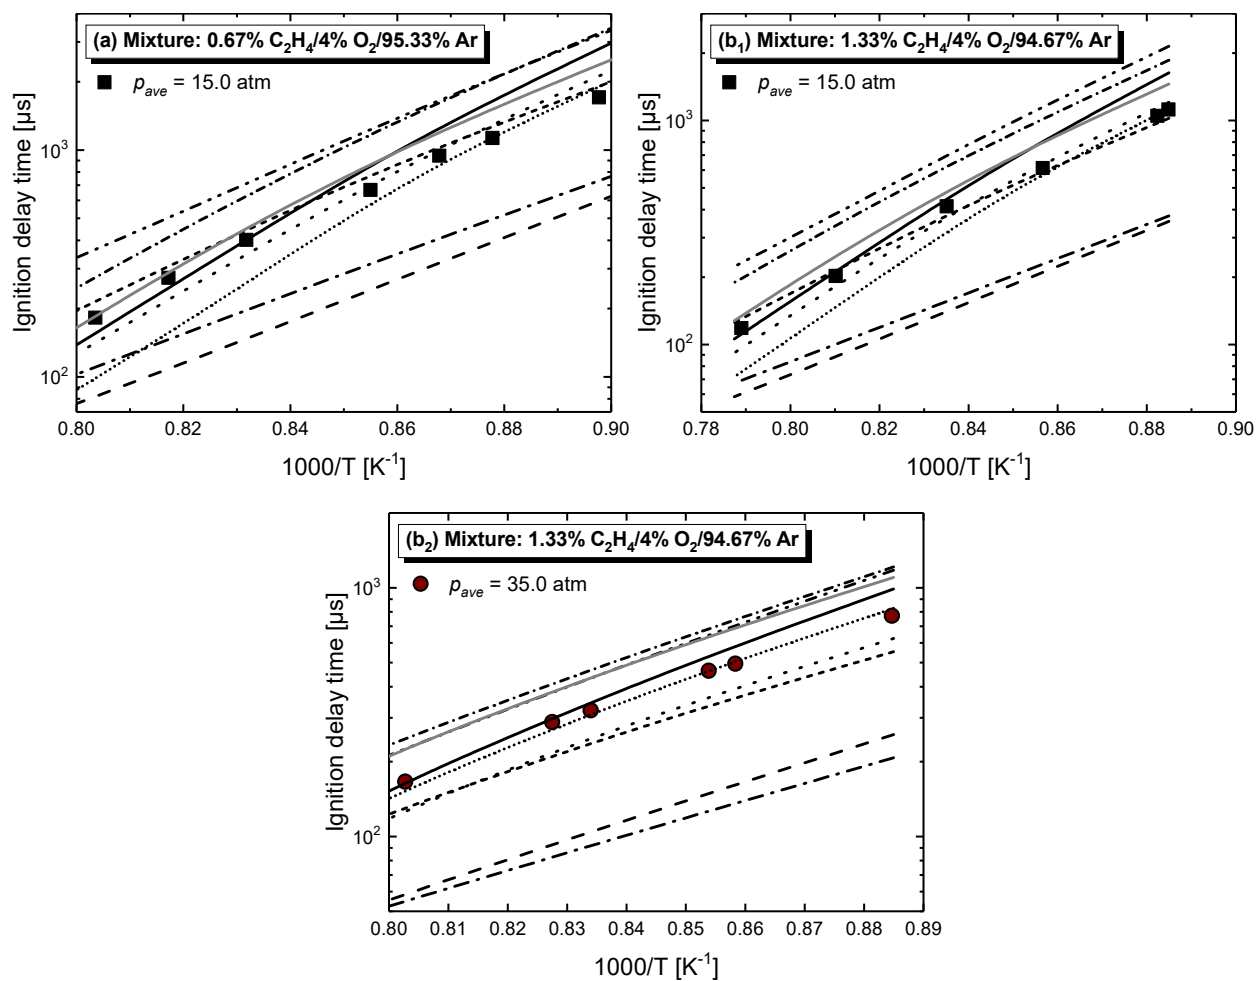 (a) Mixture: 0.67% C₂H₄/4% O₂/95.33% Ar
p_ave = 15.0 atm
10³
10²
Ignition delay time [µs]
0.80 0.82 0.84 0.86 0.88 0.90
1000/T [K⁻¹]
(b₁) Mixture: 1.33% C₂H₄/4% O₂/94.67% Ar
p_ave = 15.0 atm
10³
10²
Ignition delay time [µs]
0.78 0.80 0.82 0.84 0.86 0.88 0.90
1000/T [K⁻¹]
(b₂) Mixture: 1.33% C₂H₄/4% O₂/94.67% Ar
p_ave = 35.0 atm
10³
10²
Ignition delay time [µs]
0.80 0.81 0.82 0.83 0.84 0.85 0.86 0.87 0.88 0.89
1000/T [K⁻¹]